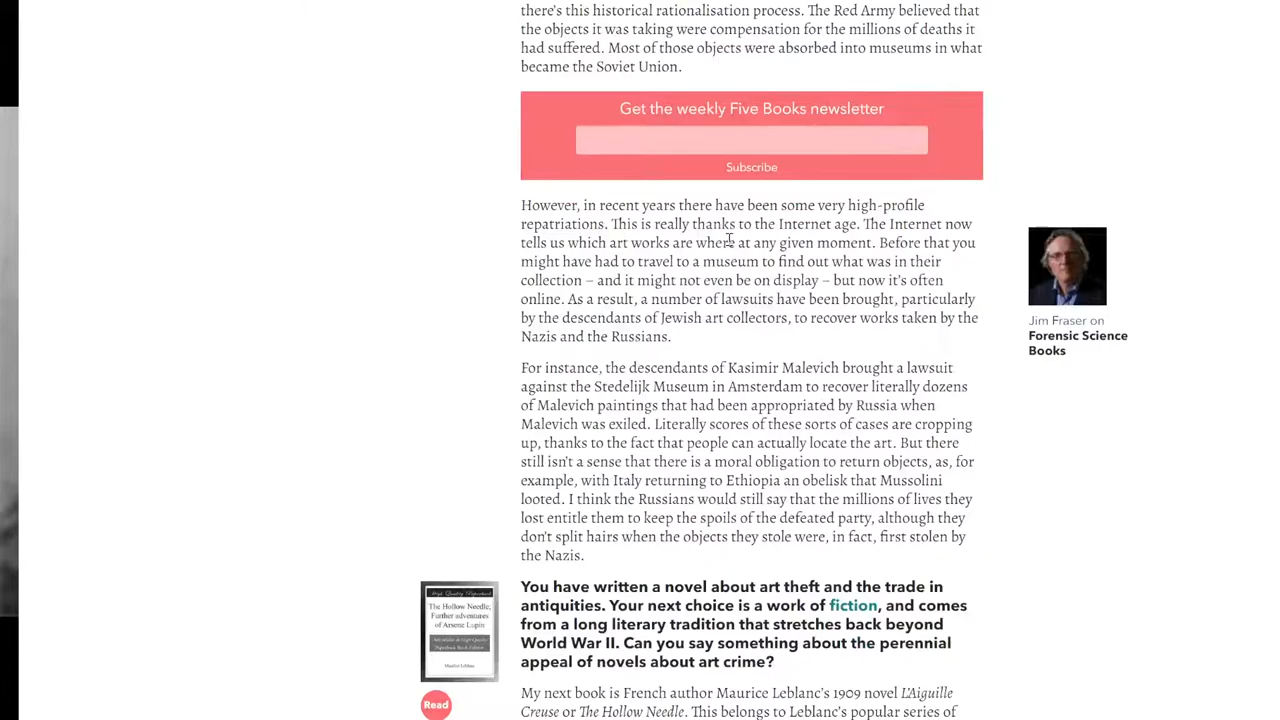 there's this historical rationalisation process. The Red Army believed that
the objects it was taking were compensation for the millions of deaths it
had suffered. Most of those objects were absorbed into museums in what
became the Soviet Union.
Get the weekly Five Books newsletter
Subscribe
However, in recent years there have been some very high-profile
repatriations. This is really thanks to the Internet age. The Internet now
tells us which art works are where at any given moment. Before that you
might have had to travel to a museum to find out what was in their
collection – and it might not even be on display – but now it's often
online. As a result, a number of lawsuits have been brought, particularly
by the descendants of Jewish art collectors, to recover works taken by the
Nazis and the Russians.
Jim Fraser on
Forensic Science
Books
For instance, the descendants of Kasimir Malevich brought a lawsuit
against the Stedelijk Museum in Amsterdam to recover literally dozens
of Malevich paintings that had been appropriated by Russia when
Malevich was exiled. Literally scores of these sorts of cases are cropping
up, thanks to the fact that people can actually locate the art. But there
still isn't a sense that there is a moral obligation to return objects, as, for
example, with Italy returning to Ethiopia an obelisk that Mussolini
looted. I think the Russians would still say that the millions of lives they
lost entitle them to keep the spoils of the defeated party, although they
don't split hairs when the objects they stole were, in fact, first stolen by
the Nazis.
The Hollow Needle,
Further adventures
of Arsene Lupin
Maurice Leblanc
Read
You have written a novel about art theft and the trade in
antiquities. Your next choice is a work of fiction, and comes
from a long literary tradition that stretches back beyond
World War II. Can you say something about the perennial
appeal of novels about art crime?
My next book is French author Maurice Leblanc's 1909 novel L'Aiguille
Creuse or The Hollow Needle. This belongs to Leblanc's popular series of